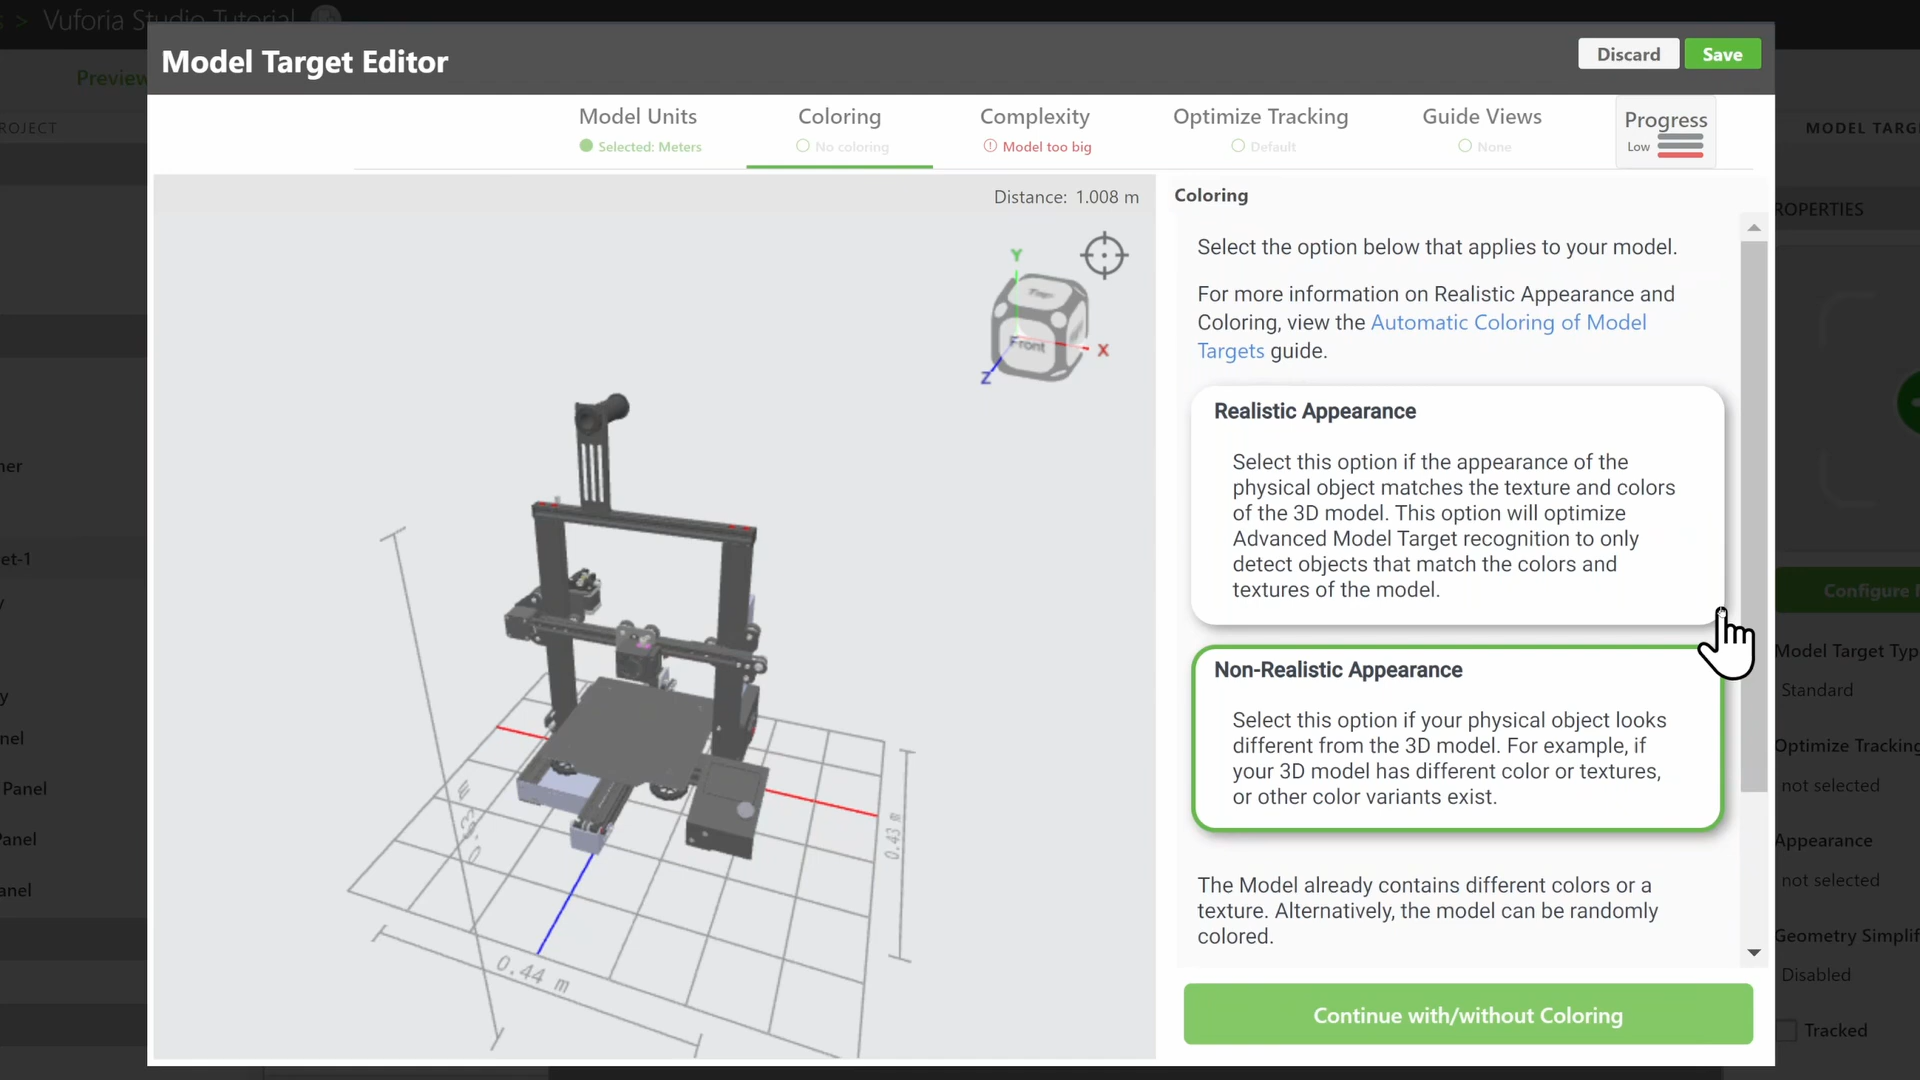 > Vuforia Studio Tutorial
Preview
Model Target Editor
Discard
Save
Model Units
Selected: Meters
Coloring
No coloring
Complexity
Model too big
Optimize Tracking
Default
Guide Views
None
Progress
Low
ROJECT
MODEL TARG
Distance: 1.008 m
Y
Top
Front
X
Z
0.44 m
0.43 m
Coloring
Select the option below that applies to your model.
For more information on Realistic Appearance and
Coloring, view the Automatic Coloring of Model
Targets guide.
Realistic Appearance
Select this option if the appearance of the
physical object matches the texture and colors
of the 3D model. This option will optimize
Advanced Model Target recognition to only
detect objects that match the colors and
textures of the model.
Non-Realistic Appearance
Select this option if your physical object looks
different from the 3D model. For example, if
your 3D model has different color or textures,
or other color variants exist.
The Model already contains different colors or a
texture. Alternatively, the model can be randomly
colored.
Continue with/without Coloring
ner
et-1
y
nel
Panel
Panel
anel
ROPERTIES
Configure
Model Target Typ
Standard
Optimize Tracking
not selected
Appearance
not selected
Geometry Simplif
Disabled
Tracked